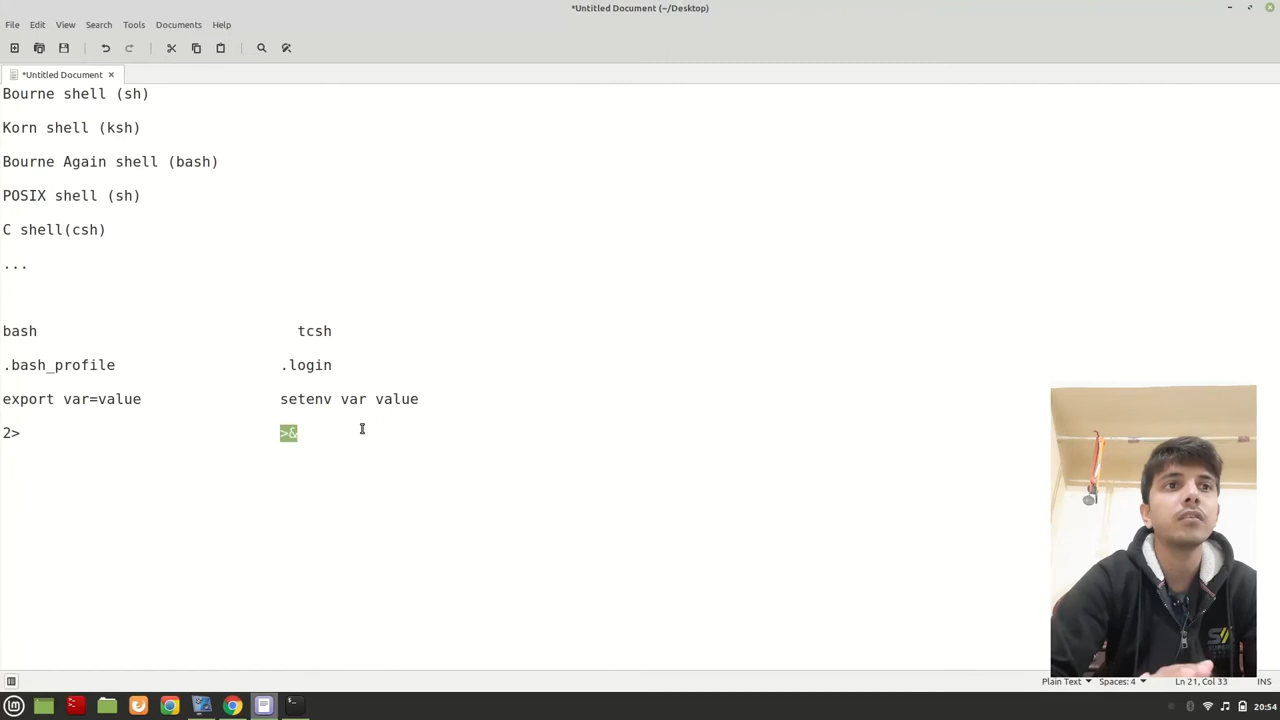 *Untitled Document (~/Desktop)
File Edit View Search Tools Documents Help
*Untitled Document ×
Bourne shell (sh)
Korn shell (ksh)
Bourne Again shell (bash)
POSIX shell (sh)
C shell(csh)
...
bash tcsh
.bash_profile .login
export var=value setenv var value
2> >&
Plain Text Spaces: 4 Ln 21, Col 33 INS
20:54